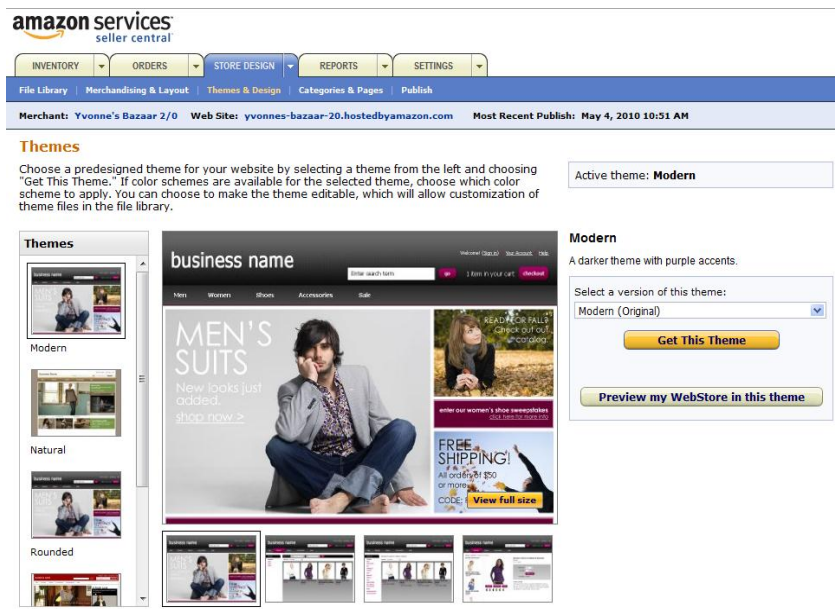 amazon services
seller central
INVENTORY ORDERS STORE DESIGN REPORTS SETTINGS
File Library | Merchandising & Layout | Themes & Design | Categories & Pages | Publish
Merchant: Yvonne's Bazaar 2/0 Web Site: yvonnes-bazaar-20.hostedbyamazon.com Most Recent Publish: May 4, 2010 10:51 AM
Themes
Choose a predesigned theme for your website by selecting a theme from the left and choosing
"Get This Theme." If color schemes are available for the selected theme, choose which color
scheme to apply. You can choose to make the theme editable, which will allow customization of
theme files in the file library.
Active theme: Modern
Themes
Modern
Natural
Rounded
business name
Welcome! (Sign In) Your Account Help
Enter search term go 1 item in your cart checkout
Men Women Shoes Accessories Sale
MEN'S
SUITS
New looks just
added.
shop now >
READY FOR FALL?
Check out our
catalog.
enter our women's shoe sweepstakes
click here for more info
FREE
SHIPPING!
All orders of $50
or more.
CODE:
View full size
Modern
A darker theme with purple accents.
Select a version of this theme:
Modern (Original)
Get This Theme
Preview my WebStore in this theme